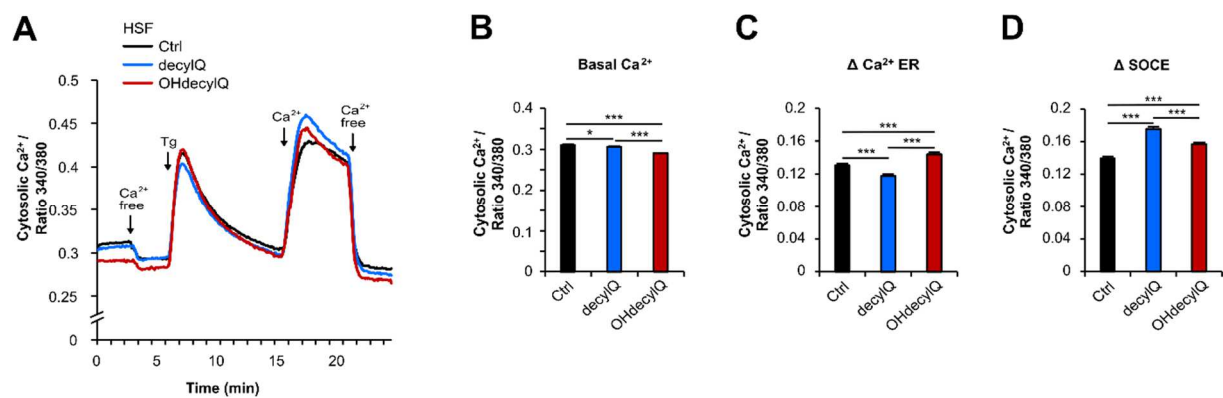 A
HSF
Ctrl
decylQ
OHdecylQ
Cytosolic Ca²⁺ /
Ratio 340/380
0.5
0.45
0.4
0.35
0.3
0.25
0
Ca²⁺
free
Tg
Ca²⁺
Ca²⁺
free
0 5 10 15 20
Time (min)
B
Basal Ca²⁺
Cytosolic Ca²⁺ /
Ratio 340/380
0.4
0.3
0.2
0.1
0
***
* ***
Ctrl
decylQ
OHdecylQ
C
Δ Ca²⁺ ER
Cytosolic Ca²⁺ /
Ratio 340/380
0.2
0.16
0.12
0.08
0.04
0
***
***
***
Ctrl
decylQ
OHdecylQ
D
Δ SOCE
Cytosolic Ca²⁺ /
Ratio 340/380
0.2
0.16
0.12
0.08
0.04
0
***
*** ***
Ctrl
decylQ
OHdecylQ